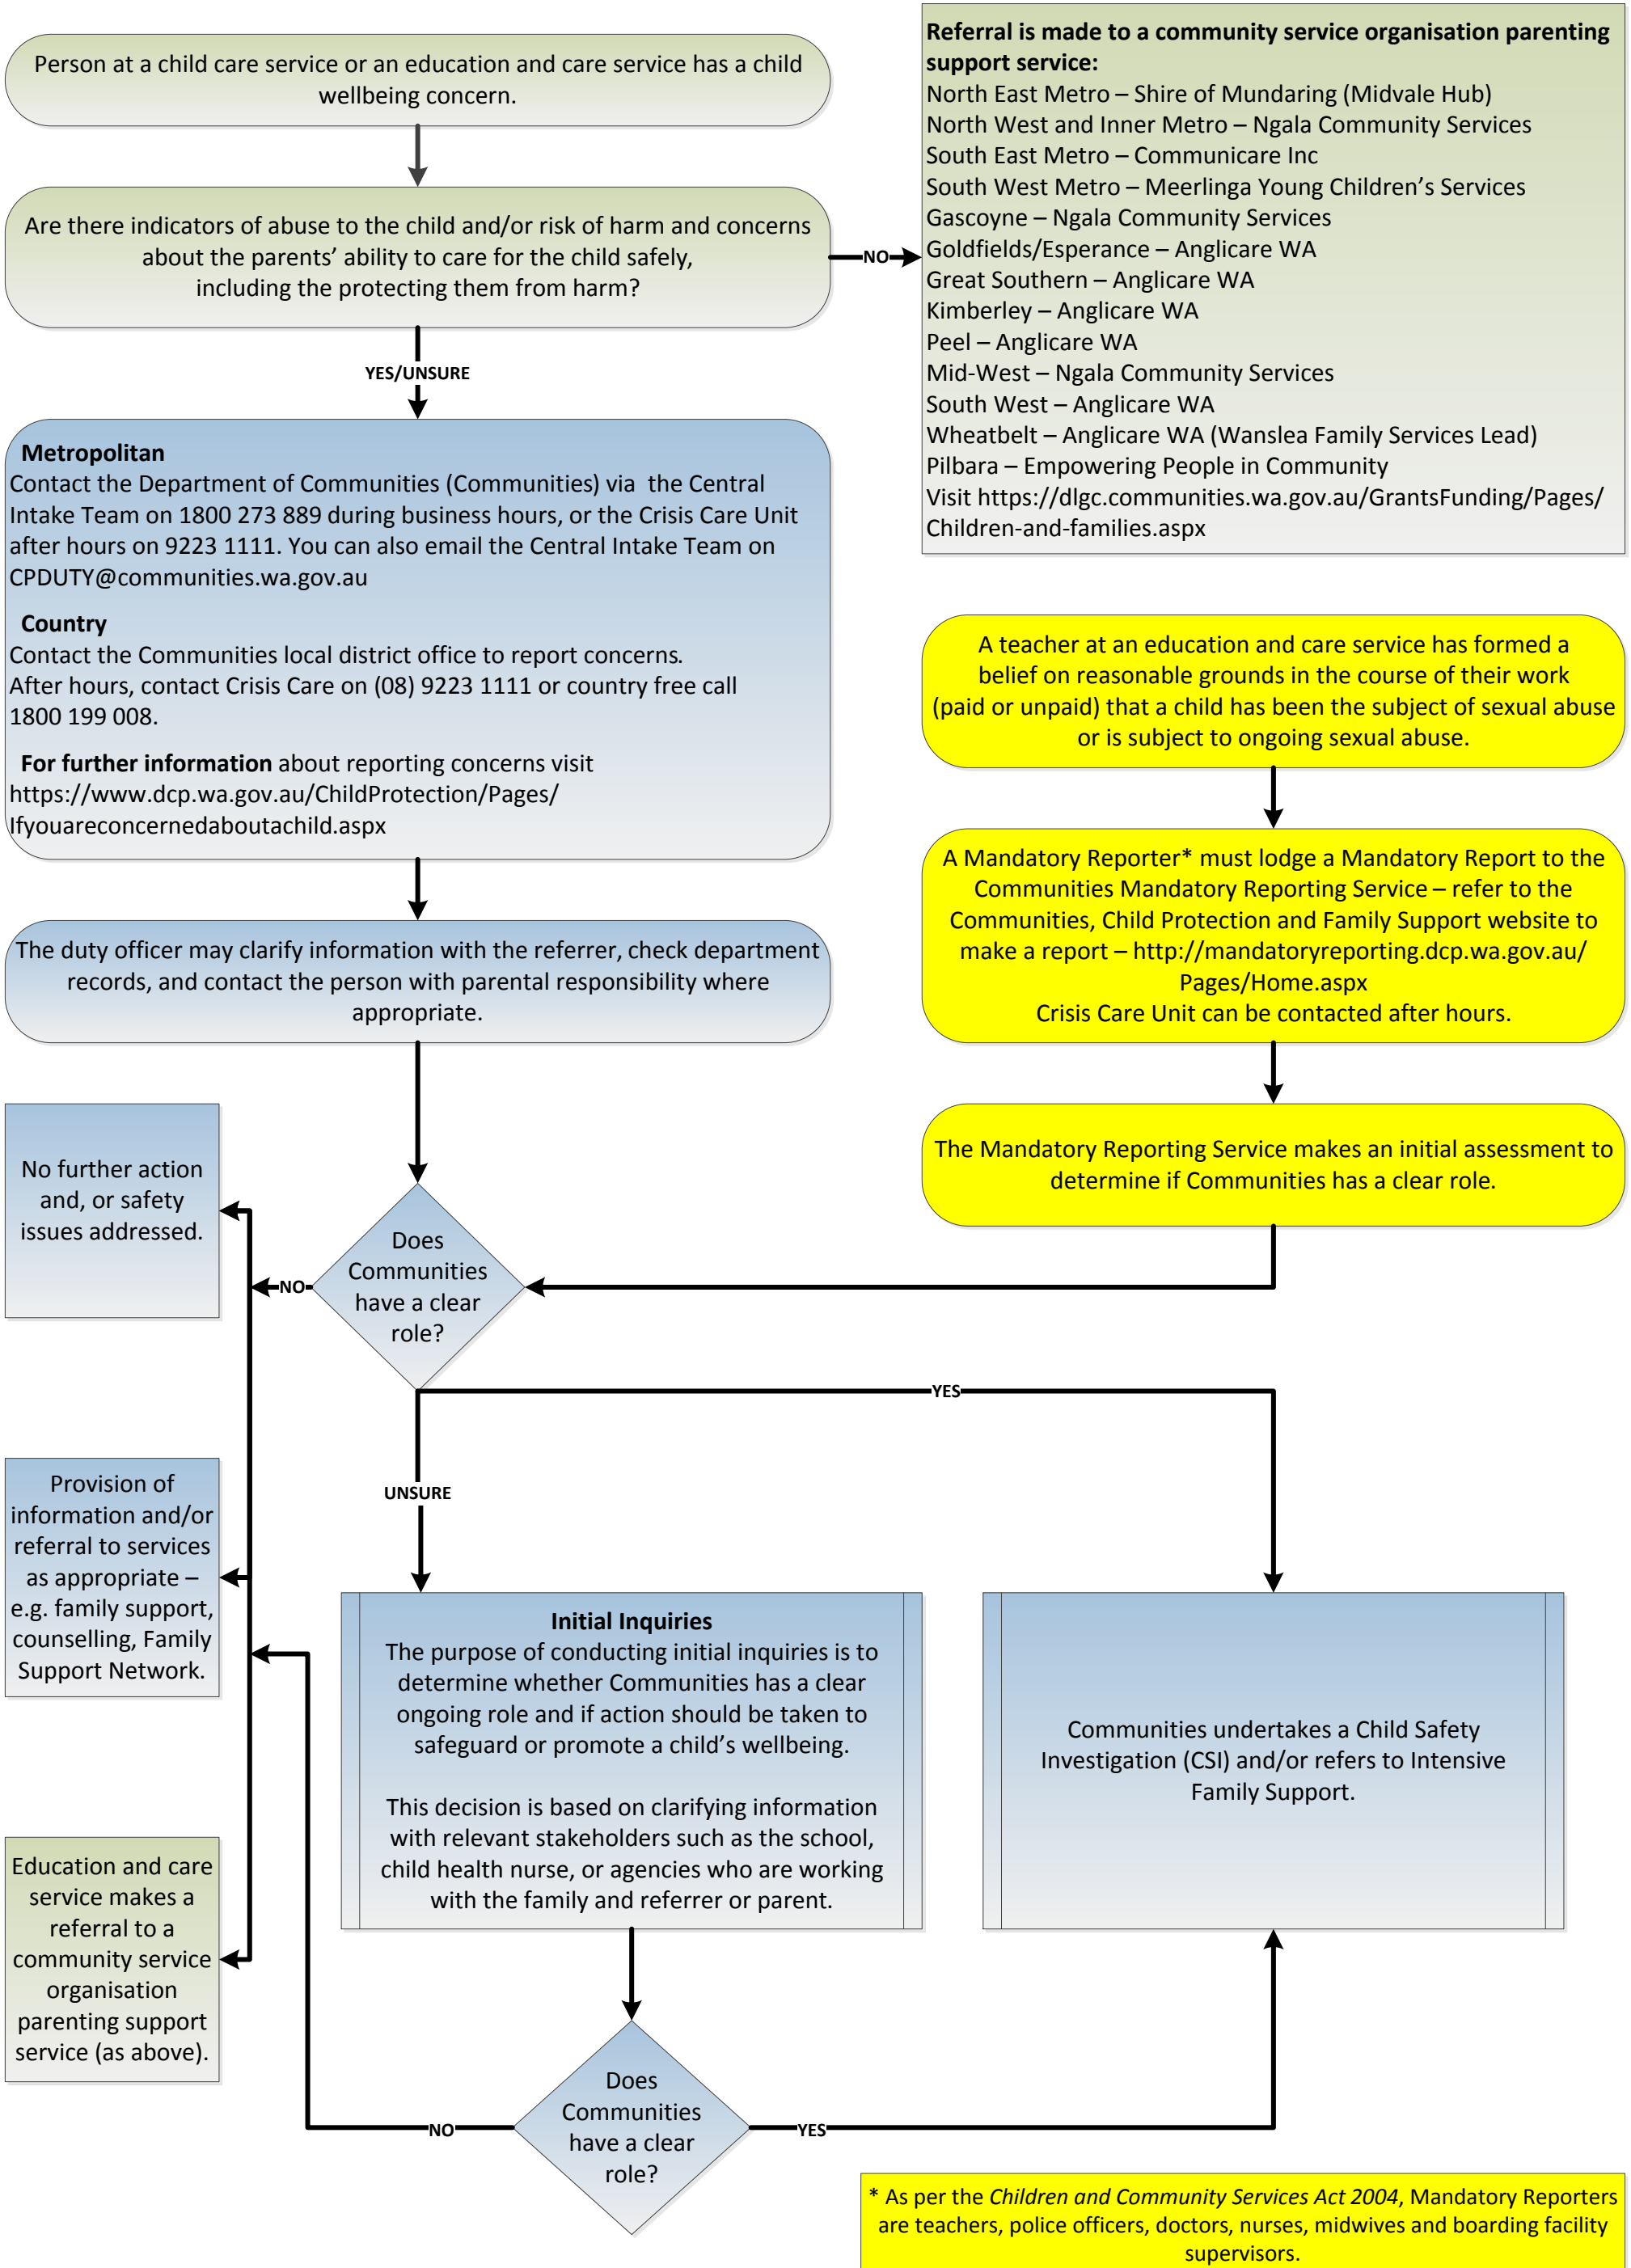 Person at a child care service or an education and care service has a child
wellbeing concern.
Are there indicators of abuse to the child and/or risk of harm and concerns
about the parents’ ability to care for the child safely,
including the protecting them from harm?
NO
Referral is made to a community service organisation parenting
support service:
North East Metro – Shire of Mundaring (Midvale Hub)
North West and Inner Metro – Ngala Community Services
South East Metro – Communicare Inc
South West Metro – Meerlinga Young Children’s Services
Gascoyne – Ngala Community Services
Goldfields/Esperance – Anglicare WA
Great Southern – Anglicare WA
Kimberley – Anglicare WA
Peel – Anglicare WA
Mid-West – Ngala Community Services
South West – Anglicare WA
Wheatbelt – Anglicare WA (Wanslea Family Services Lead)
Pilbara – Empowering People in Community
Visit https://dlgc.communities.wa.gov.au/GrantsFunding/Pages/
Children-and-families.aspx
YES/UNSURE
Metropolitan
Contact the Department of Communities (Communities) via the Central
Intake Team on 1800 273 889 during business hours, or the Crisis Care Unit
after hours on 9223 1111. You can also email the Central Intake Team on
CPDUTY@communities.wa.gov.au
Country
Contact the Communities local district office to report concerns.
After hours, contact Crisis Care on (08) 9223 1111 or country free call
1800 199 008.
For further information about reporting concerns visit
https://www.dcp.wa.gov.au/ChildProtection/Pages/
Ifyouareconcernedaboutachild.aspx
The duty officer may clarify information with the referrer, check department
records, and contact the person with parental responsibility where
appropriate.
A teacher at an education and care service has formed a
belief on reasonable grounds in the course of their work
(paid or unpaid) that a child has been the subject of sexual abuse
or is subject to ongoing sexual abuse.
A Mandatory Reporter* must lodge a Mandatory Report to the
Communities Mandatory Reporting Service – refer to the
Communities, Child Protection and Family Support website to
make a report – http://mandatoryreporting.dcp.wa.gov.au/
Pages/Home.aspx
Crisis Care Unit can be contacted after hours.
The Mandatory Reporting Service makes an initial assessment to
determine if Communities has a clear role.
Does
Communities
have a clear
role?
NO
No further action
and, or safety
issues addressed.
Provision of
information and/or
referral to services
as appropriate –
e.g. family support,
counselling, Family
Support Network.
Education and care
service makes a
referral to a
community service
organisation
parenting support
service (as above).
YES
UNSURE
Initial Inquiries
The purpose of conducting initial inquiries is to
determine whether Communities has a clear
ongoing role and if action should be taken to
safeguard or promote a child’s wellbeing.
This decision is based on clarifying information
with relevant stakeholders such as the school,
child health nurse, or agencies who are working
with the family and referrer or parent.
Communities undertakes a Child Safety
Investigation (CSI) and/or refers to Intensive
Family Support.
Does
Communities
have a clear
role?
NO
YES
* As per the Children and Community Services Act 2004, Mandatory Reporters
are teachers, police officers, doctors, nurses, midwives and boarding facility
supervisors.